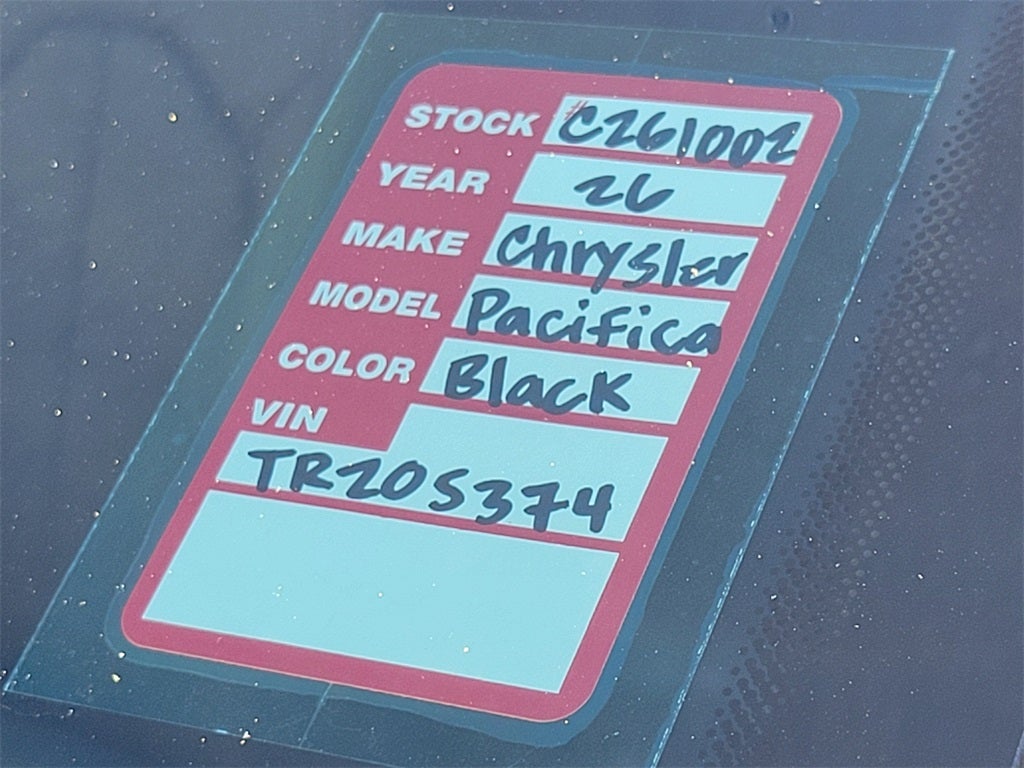 STOCK #C261002
YEAR 26
MAKE Chrysler
MODEL Pacifica
COLOR Black
VIN
TR205374